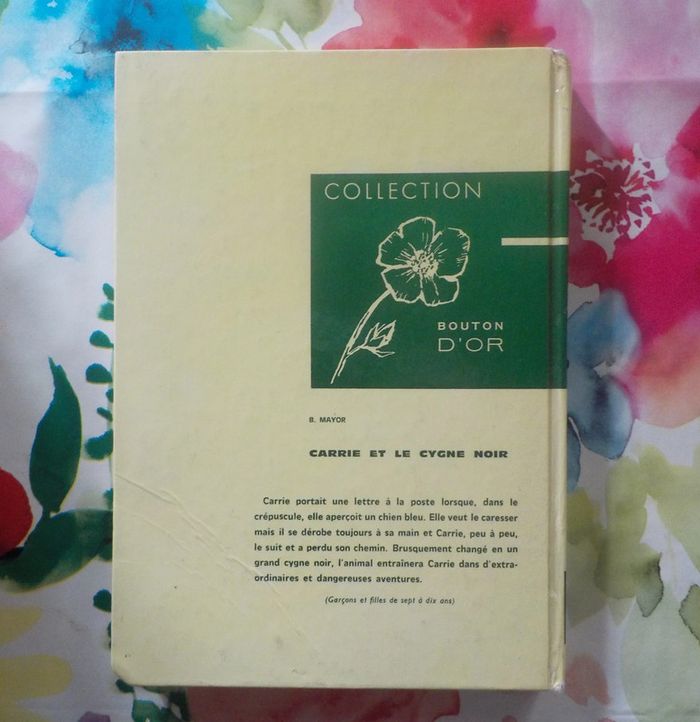 COLLECTION
BOUTON
D'OR
B. MAYOR
CARRIE ET LE CYGNE NOIR
Carrie portait une lettre à la poste lorsque, dans le
crépuscule, elle aperçoit un chien bleu. Elle veut le caresser
mais il se dérobe toujours à sa main et Carrie, peu à peu,
le suit et a perdu son chemin. Brusquement changé en un
grand cygne noir, l'animal entraînera Carrie dans d'extra-
ordinaires et dangereuses aventures.
(Garçons et filles de sept à dix ans)